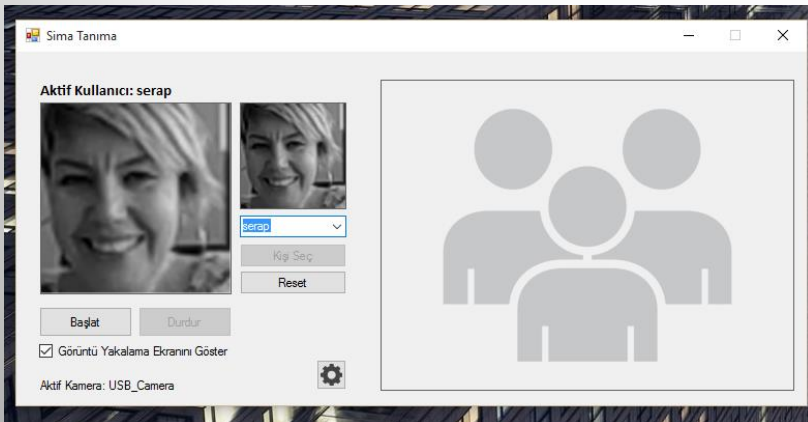 Sima Tanıma
Aktif Kullanıcı: serap
serap
Kişi Seç
Reset
Başlat
Durdur
Görüntü Yakalama Ekranını Göster
Aktif Kamera: USB_Camera